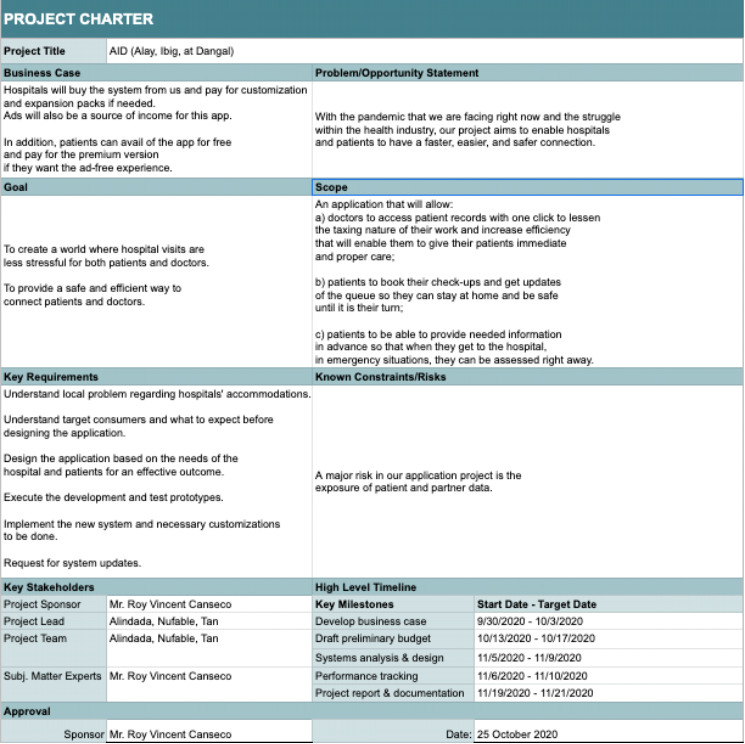 PROJECT CHARTER
Project Title AID (Alay, Ibig, at Dangal)
Business Case
Hospitals will buy the system from us and pay for customization
and expansion packs if needed.
Ads will also be a source of income for this app.
In addition, patients can avail of the app for free
and pay for the premium version
if they want the ad-free experience.
Problem/Opportunity Statement
With the pandemic that we are facing right now and the struggle
within the health industry, our project aims to enable hospitals
and patients to have a faster, easier, and safer connection.
Goal
To create a world where hospital visits are
less stressful for both patients and doctors.
To provide a safe and efficient way to
connect patients and doctors.
Scope
An application that will allow:
a) doctors to access patient records with one click to lessen
the taxing nature of their work and increase efficiency
that will enable them to give their patients immediate
and proper care;
b) patients to book their check-ups and get updates
of the queue so they can stay at home and be safe
until it is their turn;
c) patients to be able to provide needed information
in advance so that when they get to the hospital,
in emergency situations, they can be assessed right away.
Key Requirements
Understand local problem regarding hospitals' accommodations.
Understand target consumers and what to expect before
designing the application.
Design the application based on the needs of the
hospital and patients for an effective outcome.
Execute the development and test prototypes.
Implement the new system and necessary customizations
to be done.
Request for system updates.
Known Constraints/Risks
A major risk in our application project is the
exposure of patient and partner data.
Key Stakeholders
Project Sponsor Mr. Roy Vincent Canseco
Project Lead Alindada, Nufable, Tan
Project Team Alindada, Nufable, Tan
Subj. Matter Experts Mr. Roy Vincent Canseco
High Level Timeline
Key Milestones Start Date - Target Date
Develop business case 9/30/2020 - 10/3/2020
Draft preliminary budget 10/13/2020 - 10/17/2020
Systems analysis & design 11/5/2020 - 11/9/2020
Performance tracking 11/6/2020 - 11/10/2020
Project report & documentation 11/19/2020 - 11/21/2020
Approval
Sponsor Mr. Roy Vincent Canseco
Date: 25 October 2020